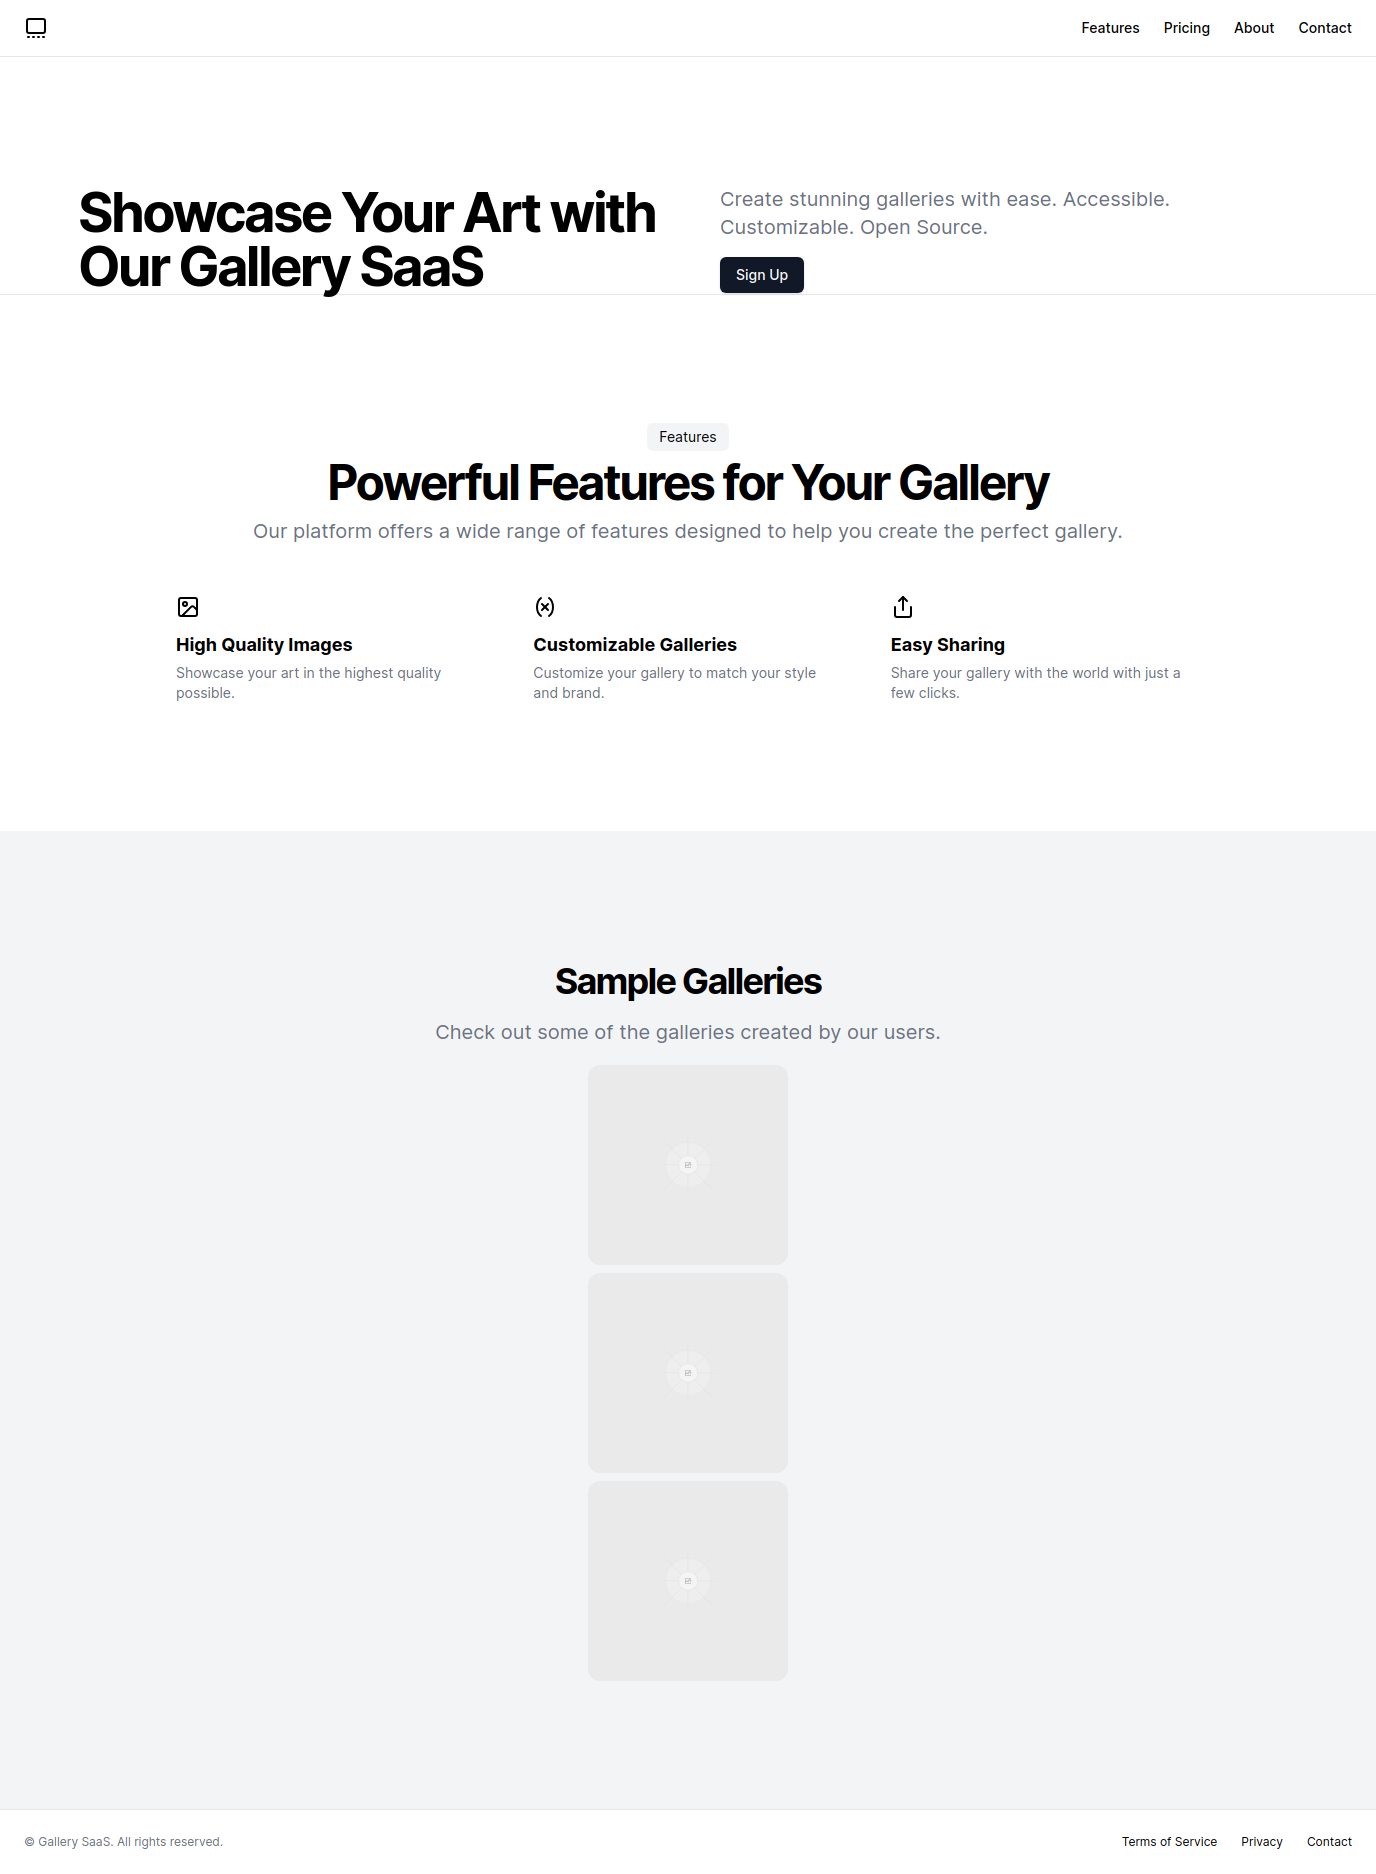 Features Pricing About Contact
Showcase Your Art with
Our Gallery SaaS
Create stunning galleries with ease. Accessible.
Customizable. Open Source.
Sign Up
Features
Powerful Features for Your Gallery
Our platform offers a wide range of features designed to help you create the perfect gallery.
High Quality Images
Showcase your art in the highest quality
possible.
Customizable Galleries
Customize your gallery to match your style
and brand.
Easy Sharing
Share your gallery with the world with just a
few clicks.
Sample Galleries
Check out some of the galleries created by our users.
© Gallery SaaS. All rights reserved.
Terms of Service Privacy Contact